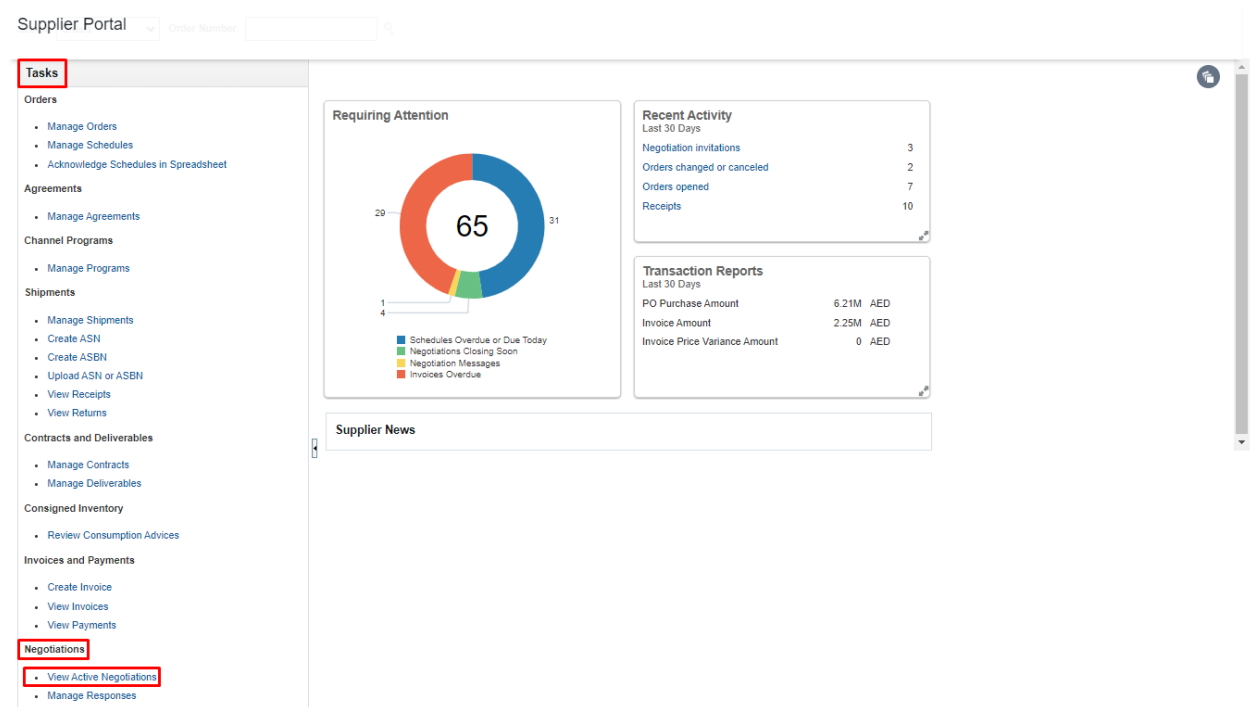 Supplier Portal
Order Number
Tasks
Orders
Manage Orders
Manage Schedules
Acknowledge Schedules in Spreadsheet
Agreements
Manage Agreements
Channel Programs
Manage Programs
Shipments
Manage Shipments
Create ASN
Create ASBN
Upload ASN or ASBN
View Receipts
View Returns
Contracts and Deliverables
Manage Contracts
Manage Deliverables
Consigned Inventory
Review Consumption Advices
Invoices and Payments
Create Invoice
View Invoices
View Payments
Negotiations
View Active Negotiations
Manage Responses
Requiring Attention
29
65
31
1
4
Schedules Overdue or Due Today
Negotiations Closing Soon
Negotiation Messages
Invoices Overdue
Recent Activity
Last 30 Days
Negotiation invitations 3
Orders changed or canceled 2
Orders opened 7
Receipts 10
Transaction Reports
Last 30 Days
PO Purchase Amount 6.21M AED
Invoice Amount 2.25M AED
Invoice Price Variance Amount 0 AED
Supplier News